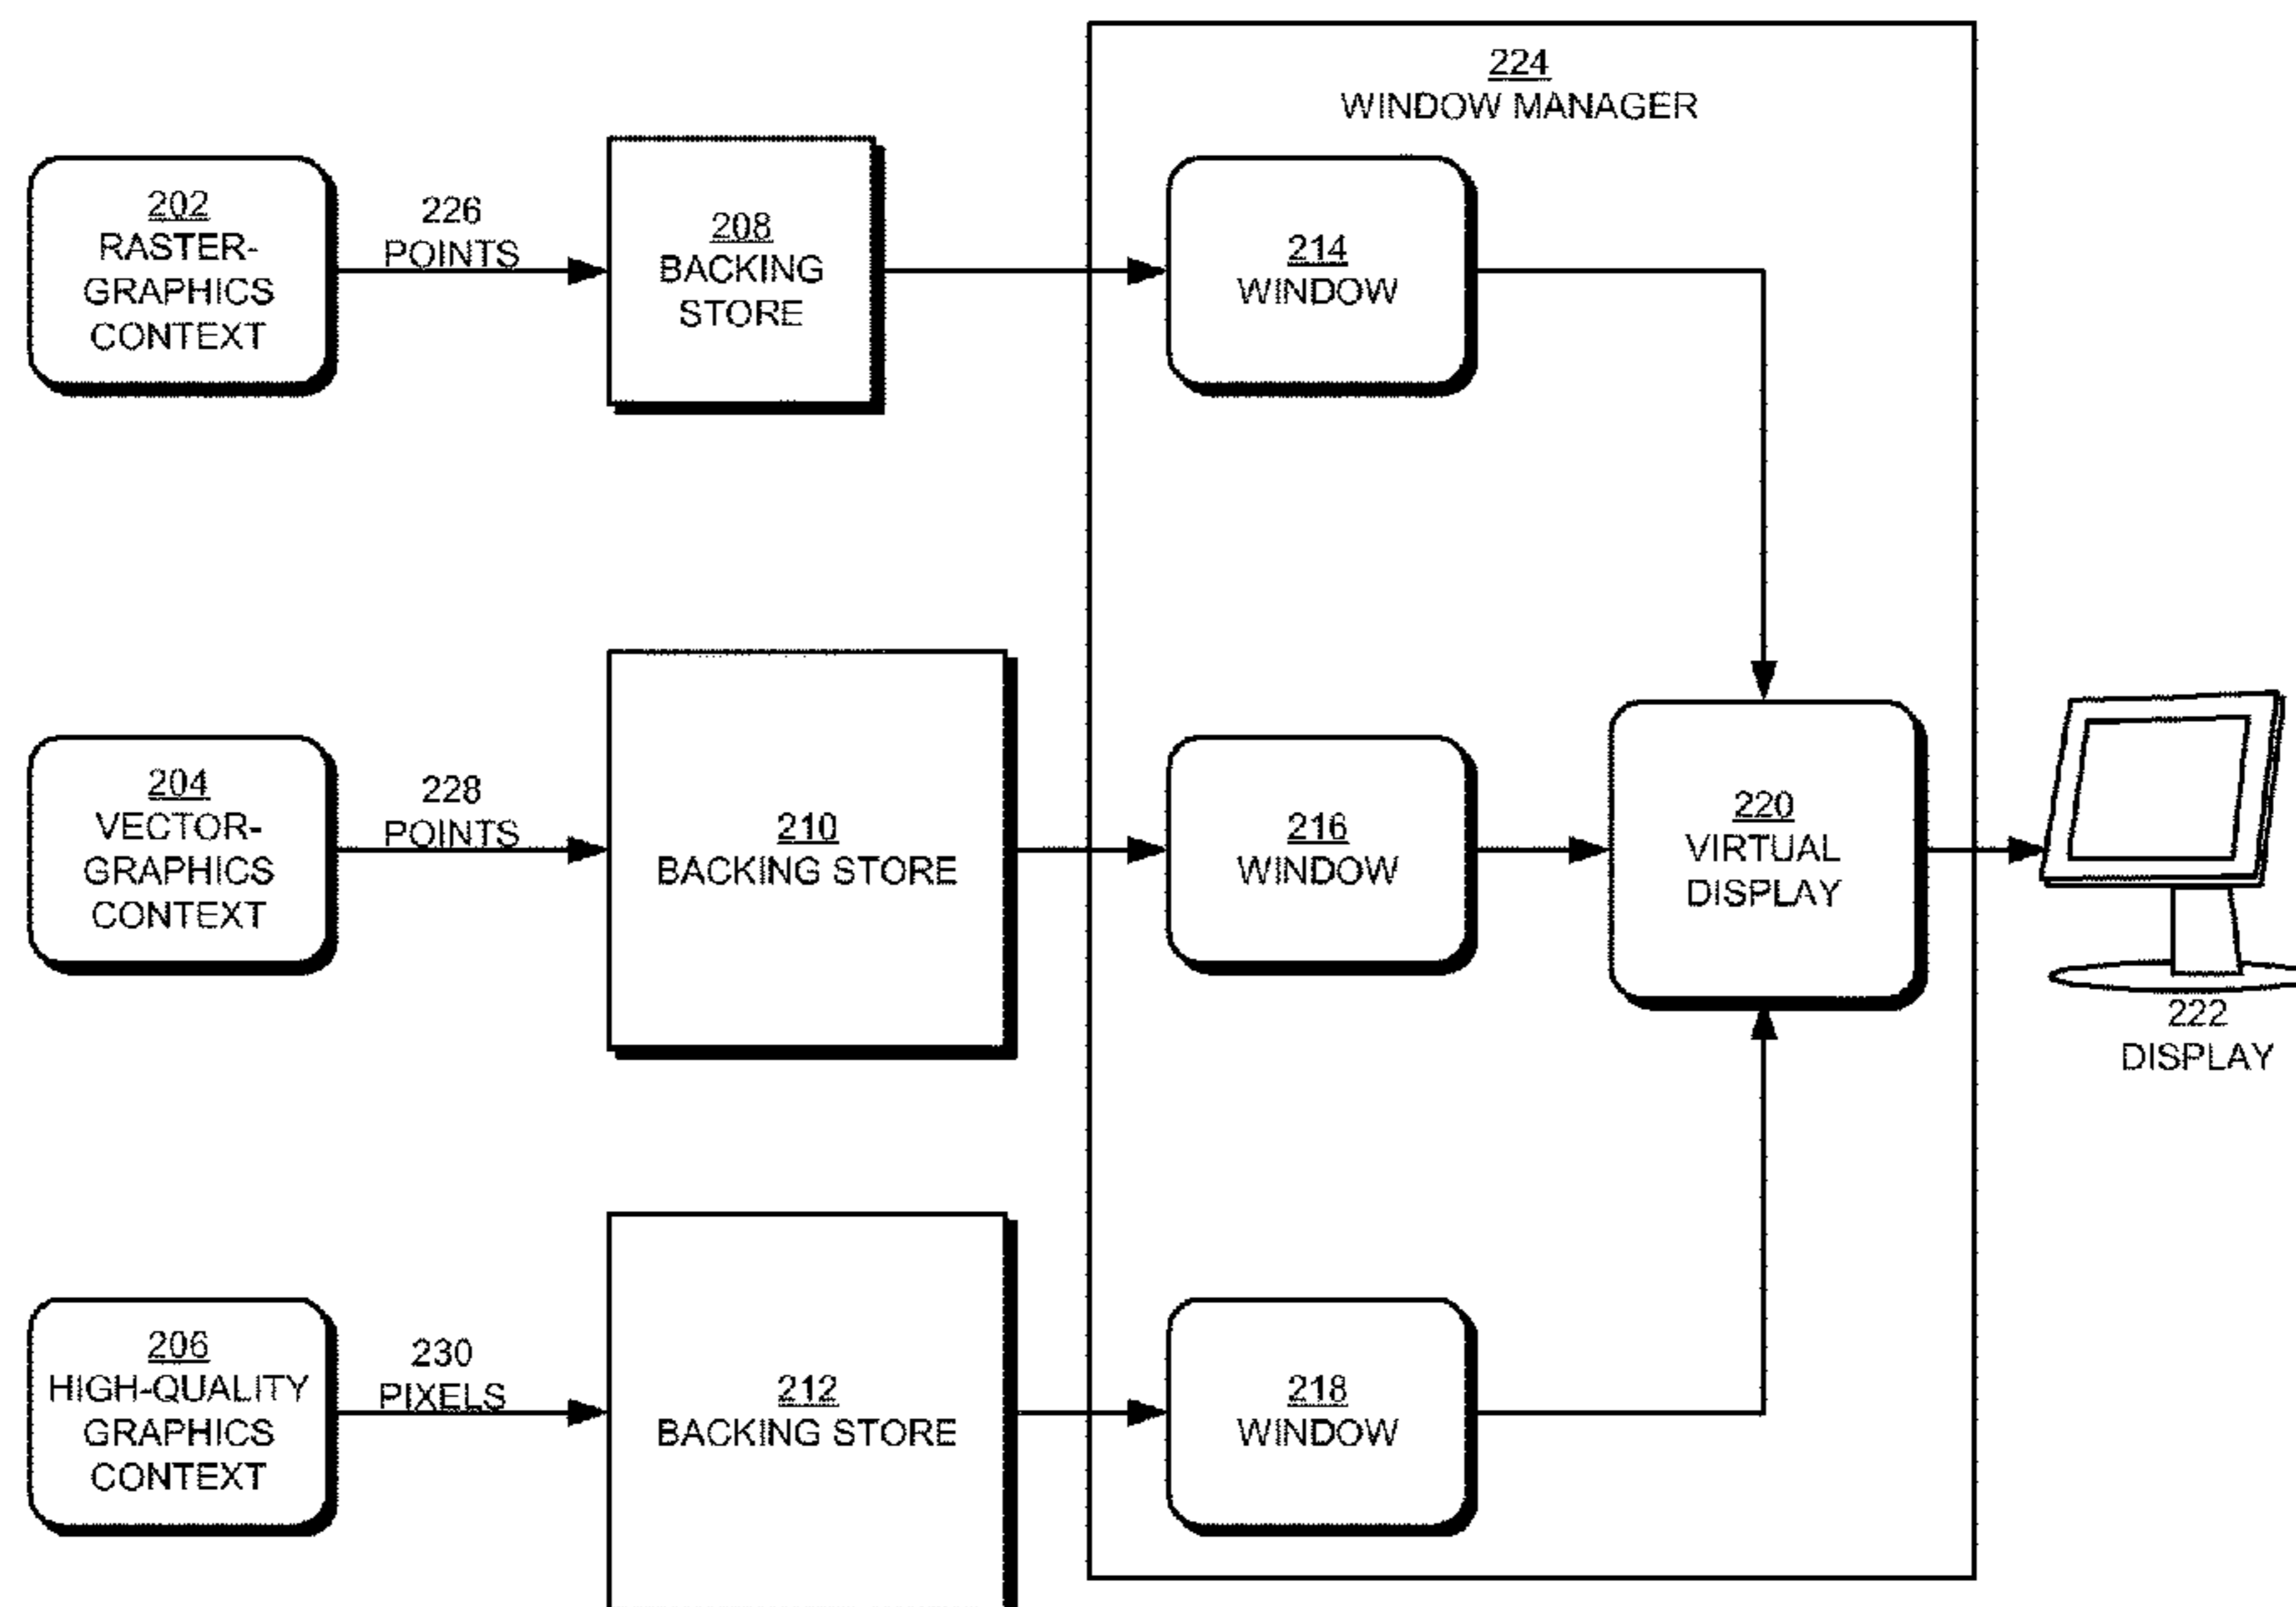 224
WINDOW MANAGER
202
RASTER-
GRAPHICS
CONTEXT
226
POINTS
208
BACKING
STORE
214
WINDOW
204
VECTOR-
GRAPHICS
CONTEXT
228
POINTS
210
BACKING STORE
216
WINDOW
220
VIRTUAL
DISPLAY
222
DISPLAY
206
HIGH-QUALITY
GRAPHICS
CONTEXT
230
PIXELS
212
BACKING STORE
218
WINDOW